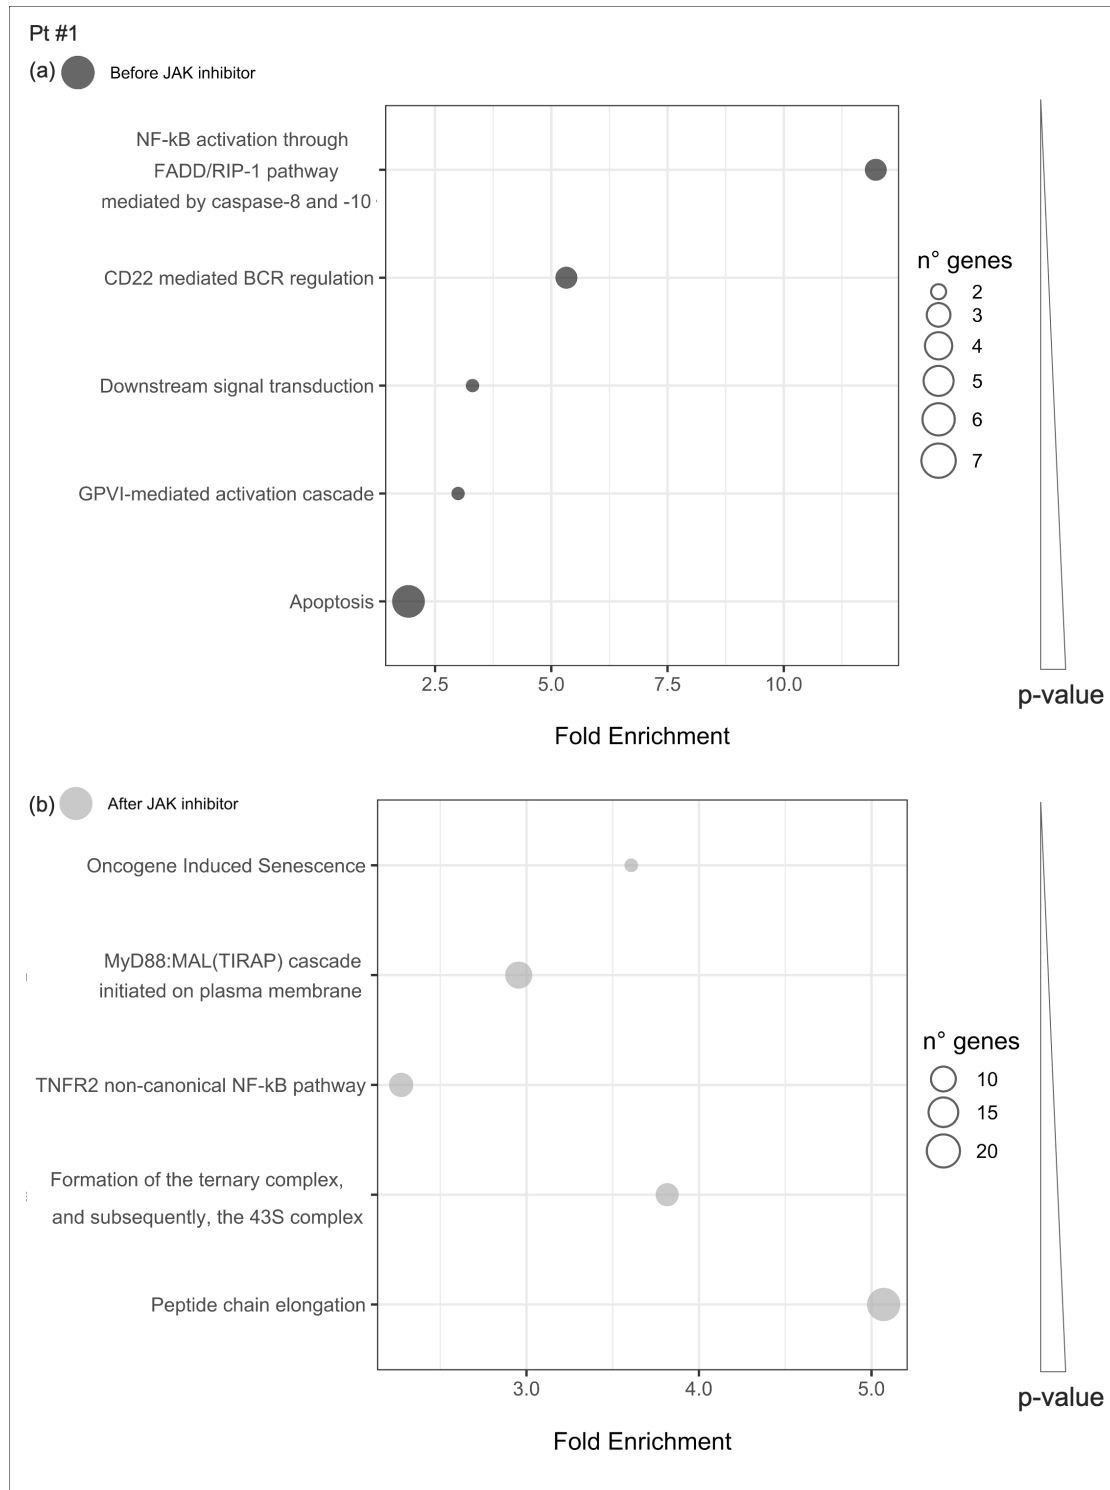 Pt #1
(a) Before JAK inhibitor
NF-kB activation through
FADD/RIP-1 pathway
mediated by caspase-8 and -10
CD22 mediated BCR regulation
Downstream signal transduction
GPVI-mediated activation cascade
Apoptosis
2.5 5.0 7.5 10.0
Fold Enrichment
n° genes
2
3
4
5
6
7
p-value
(b) After JAK inhibitor
Oncogene Induced Senescence
MyD88:MAL(TIRAP) cascade
initiated on plasma membrane
TNFR2 non-canonical NF-kB pathway
Formation of the ternary complex,
and subsequently, the 43S complex
Peptide chain elongation
3.0 4.0 5.0
Fold Enrichment
n° genes
10
15
20
p-value